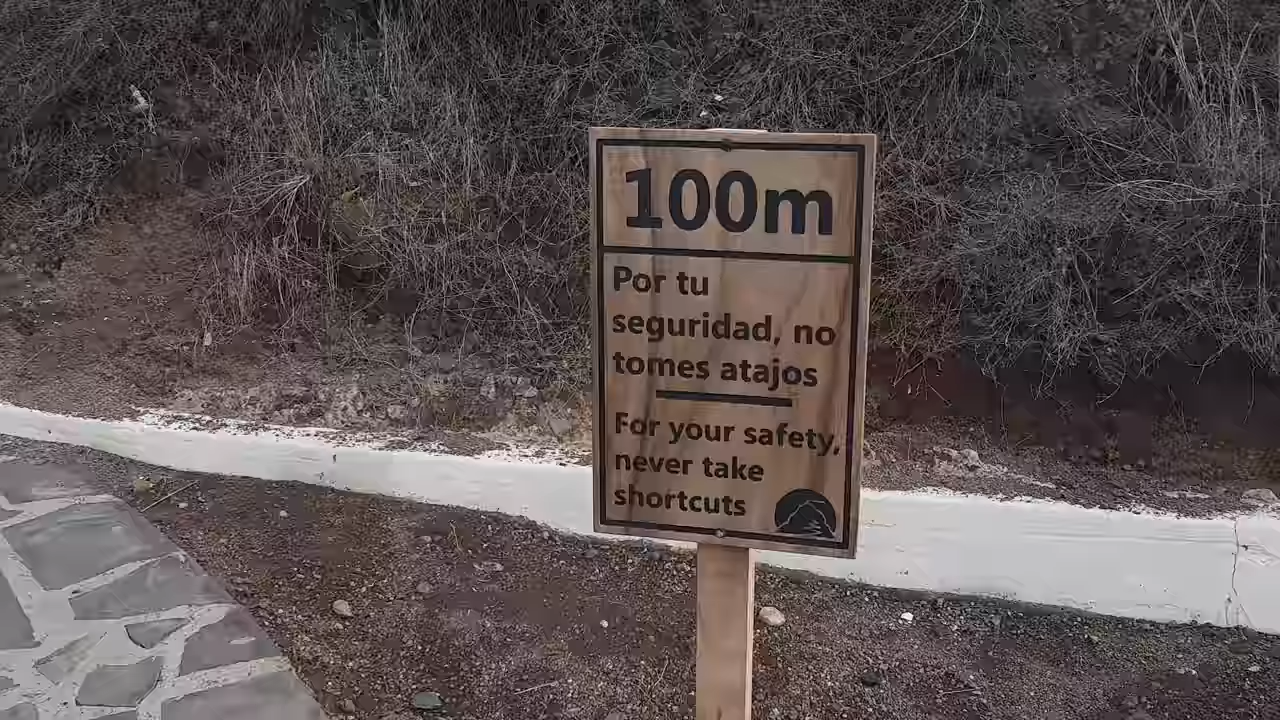 100m
Por tu
seguridad, no
tomes atajos
For your safety,
never take
shortcuts